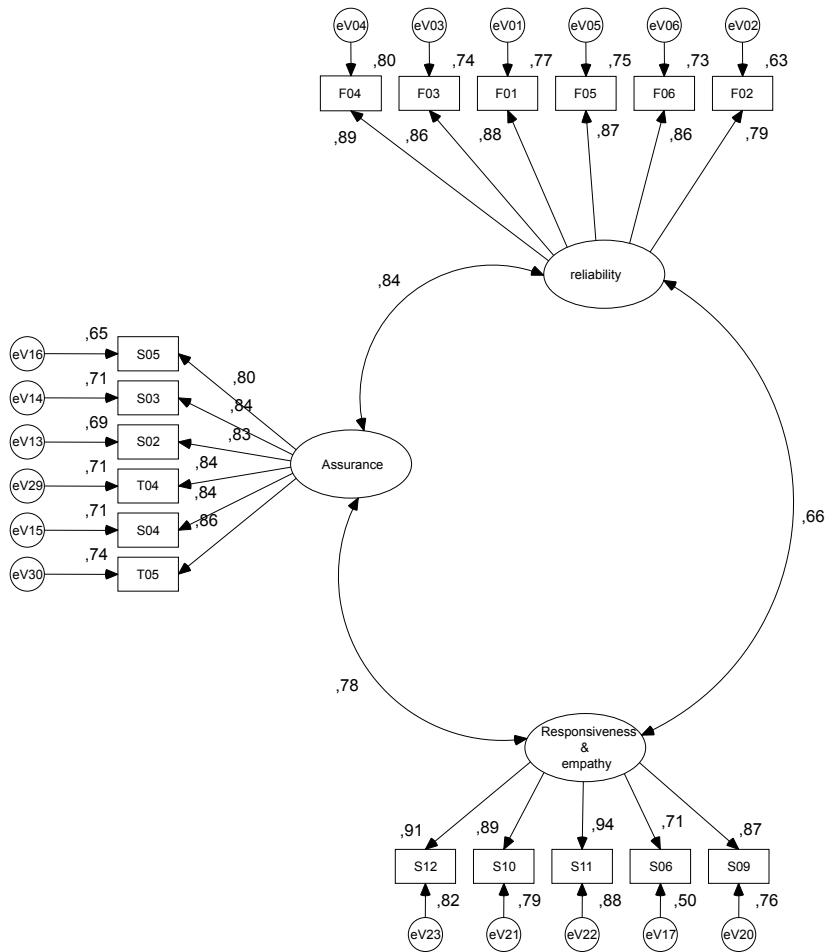 eV04 eV03 eV01 eV05 eV06 eV02
,80 ,74 ,77 ,75 ,73 ,63
F04 F03 F01 F05 F06 F02
,89 ,86 ,88 ,87 ,86 ,79
reliability
,84
,65
eV16 S05
,80
,71
eV14 S03
,84
,69
eV13 S02
,83
Assurance
,71
eV29 T04
,84
,71
eV15 S04
,84
,86
,74
eV30 T05
,66
,78
Responsiveness
&
empathy
,91 ,89 ,94 ,71 ,87
S12 S10 S11 S06 S09
,82 ,79 ,88 ,50 ,76
eV23 eV21 eV22 eV17 eV20